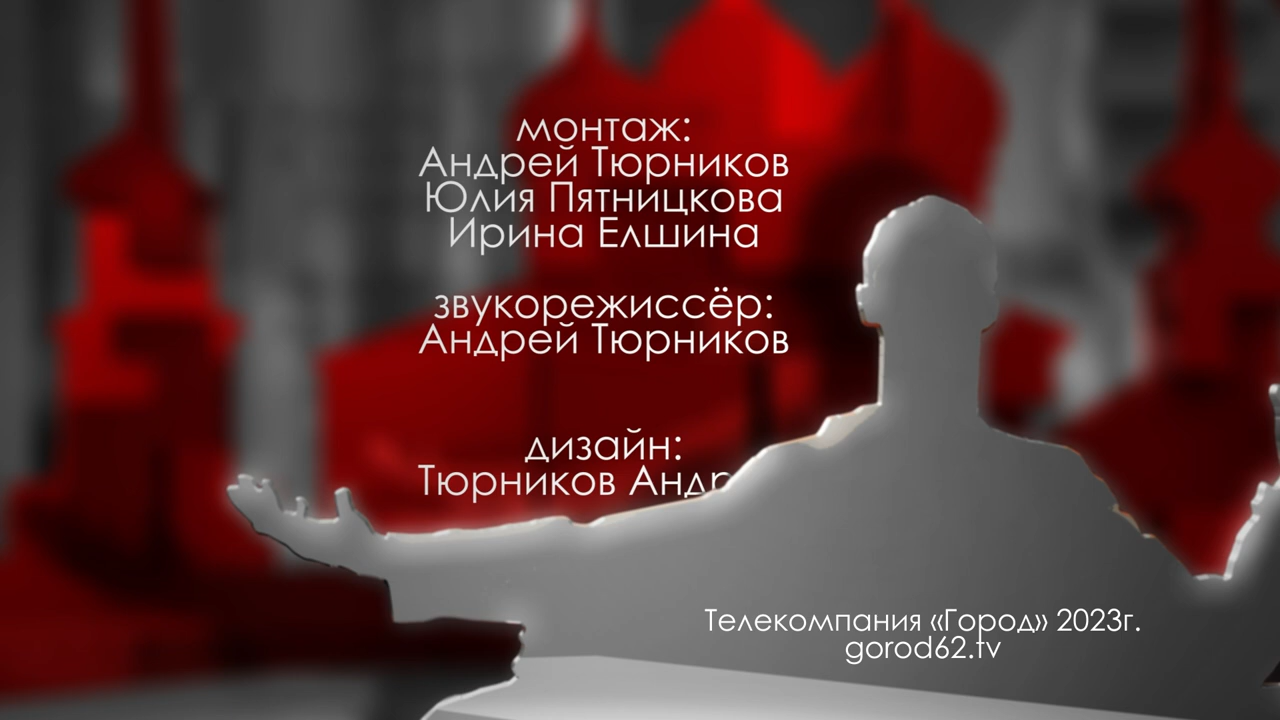 монтаж:
Андрей Тюрников
Юлия Пятницкова
Ирина Елшина
звукорежиссёр:
Андрей Тюрников
дизайн:
Тюрников
Телекомпания «Город» 2023г.
gorod62.tv